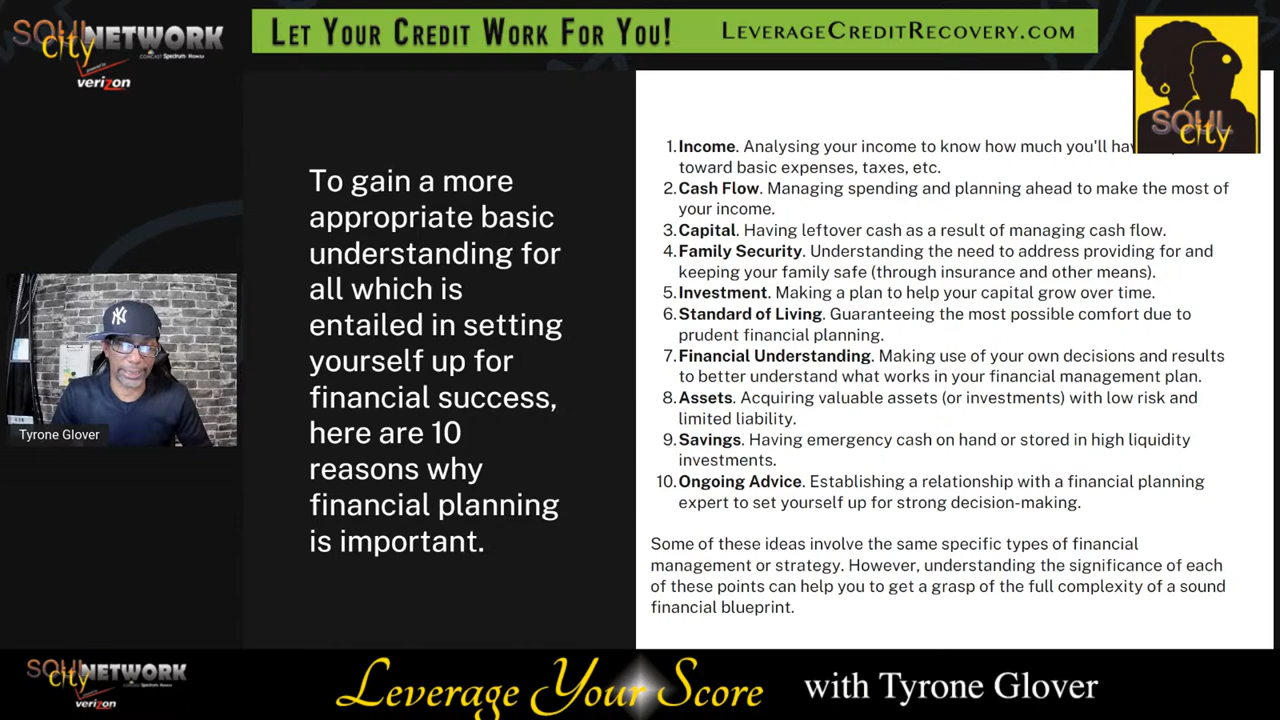 SOUL city NETWORK
COMCAST Spectrum
verizon
LET YOUR CREDIT WORK FOR YOU!
LEVERAGECREDITRECOVERY.COM
SOUL city
To gain a more
appropriate basic
understanding for
all which is
entailed in setting
yourself up for
financial success,
here are 10
reasons why
financial planning
is important.
1. Income. Analysing your income to know how much you'll
toward basic expenses, taxes, etc.
2. Cash Flow. Managing spending and planning ahead to make the most of
your income.
3. Capital. Having leftover cash as a result of managing cash flow.
4. Family Security. Understanding the need to address providing for and
keeping your family safe (through insurance and other means).
5. Investment. Making a plan to help your capital grow over time.
6. Standard of Living. Guaranteeing the most possible comfort due to
prudent financial planning.
7. Financial Understanding. Making use of your own decisions and results
to better understand what works in your financial management plan.
8. Assets. Acquiring valuable assets (or investments) with low risk and
limited liability.
9. Savings. Having emergency cash on hand or stored in high liquidity
investments.
10. Ongoing Advice. Establishing a relationship with a financial planning
expert to set yourself up for strong decision-making.
Some of these ideas involve the same specific types of financial
management or strategy. However, understanding the significance of each
of these points can help you to get a grasp of the full complexity of a sound
financial blueprint.
NY
Tyrone Glover
SOUL city NETWORK
verizon
Leverage Your Score with Tyrone Glover